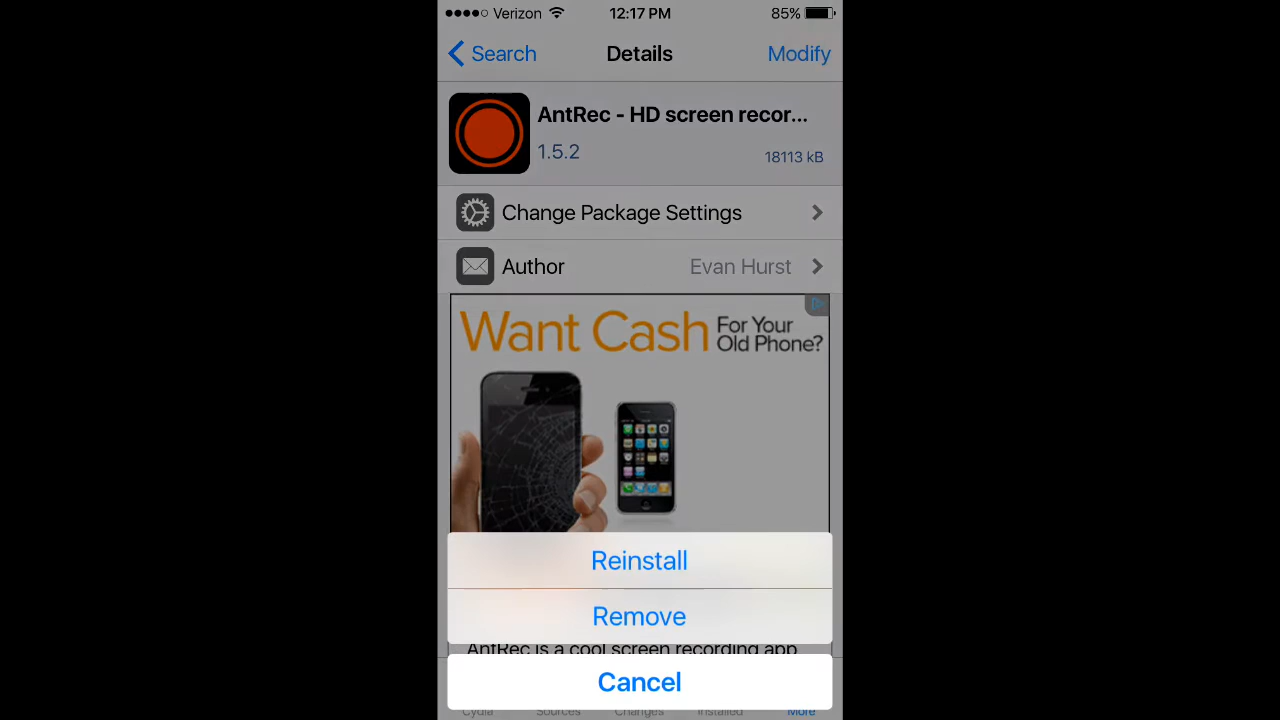 Verizon 12:17 PM 85%
Search Details Modify
AntRec - HD screen recor...
1.5.2 18113 kB
Change Package Settings
Author Evan Hurst
Want Cash For Your
Old Phone?
Reinstall
Remove
AntRec is a cool screen recording app
Cancel
Cydia Sources Changes Installed More